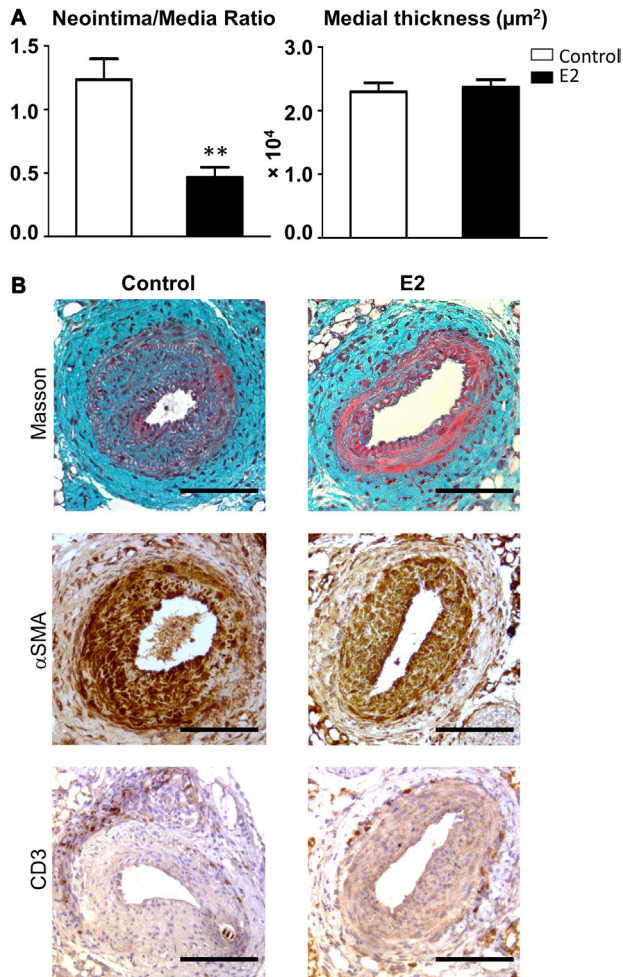 A
Neointima/Media Ratio
1.5
1.0
0.5
0.0
**
Medial thickness (µm²)
3.0
2.0
1.0
0.0
× 10⁴
Control
E2
B
Control
E2
Masson
αSMA
CD3